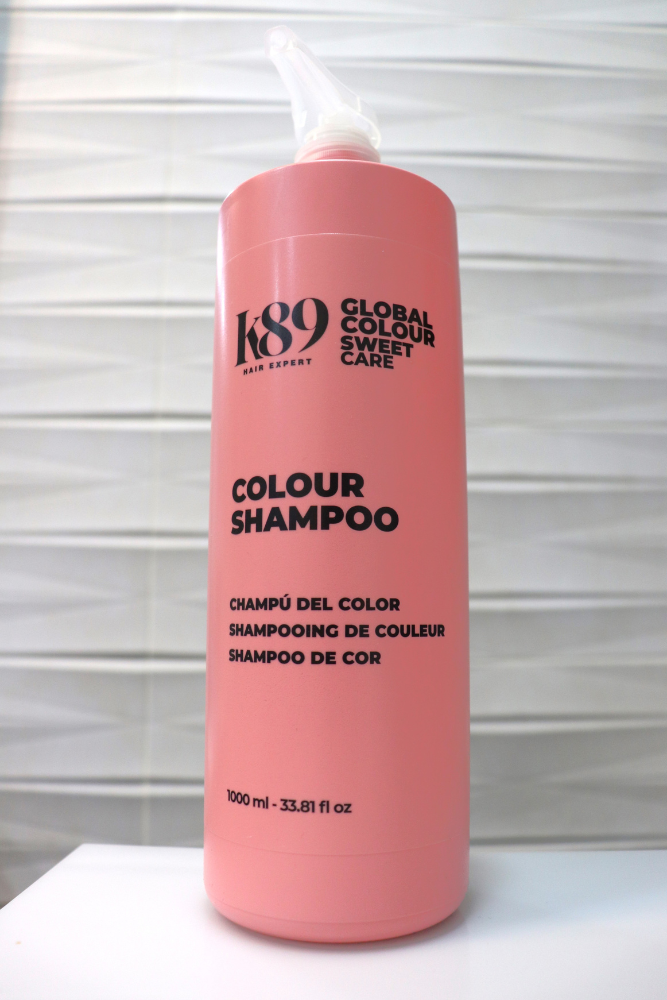 K89
HAIR EXPERT
GLOBAL
COLOUR
SWEET
CARE
COLOUR
SHAMPOO
CHAMPÚ DEL COLOR
SHAMPOOING DE COULEUR
SHAMPOO DE COR
1000 ml - 33.81 fl oz